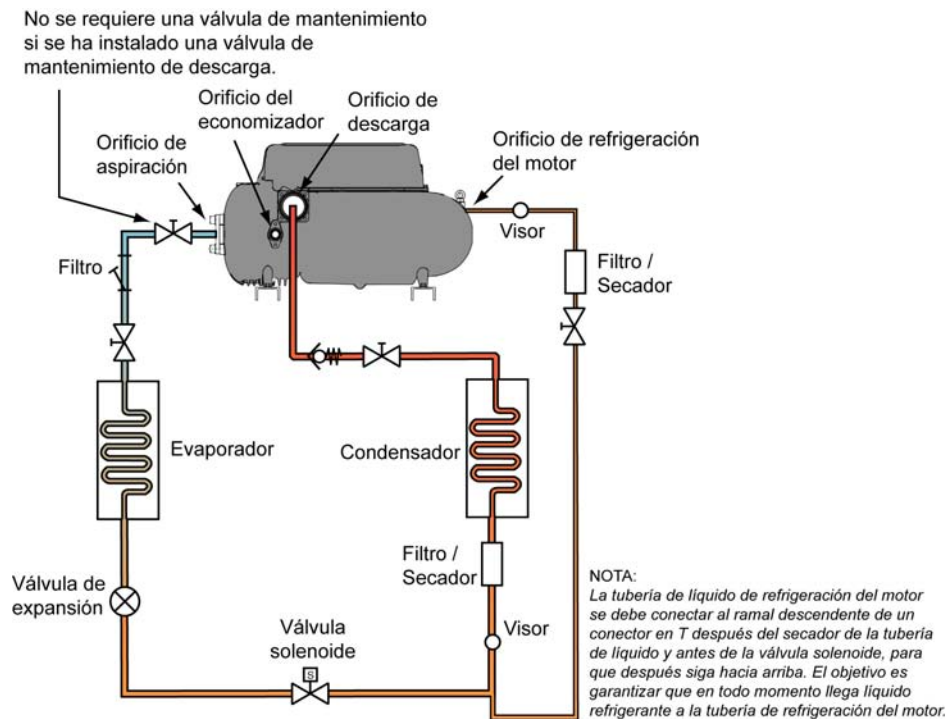 No se requiere una válvula de mantenimiento
si se ha instalado una válvula de
mantenimiento de descarga.
Orificio del
economizador
Orificio de
descarga
Orificio de
aspiración
Orificio de refrigeración
del motor
Visor
Filtro
Filtro /
Secador
Evaporador
Condensador
Filtro /
Secador
Válvula de
expansión
Válvula
solenoide
S
Visor
NOTA:
La tubería de líquido de refrigeración del motor
se debe conectar al ramal descendente de un
conector en T después del secador de la tubería
de líquido y antes de la válvula solenoide, para
que después siga hacia arriba. El objetivo es
garantizar que en todo momento llega líquido
refrigerante a la tubería de refrigeración del motor.